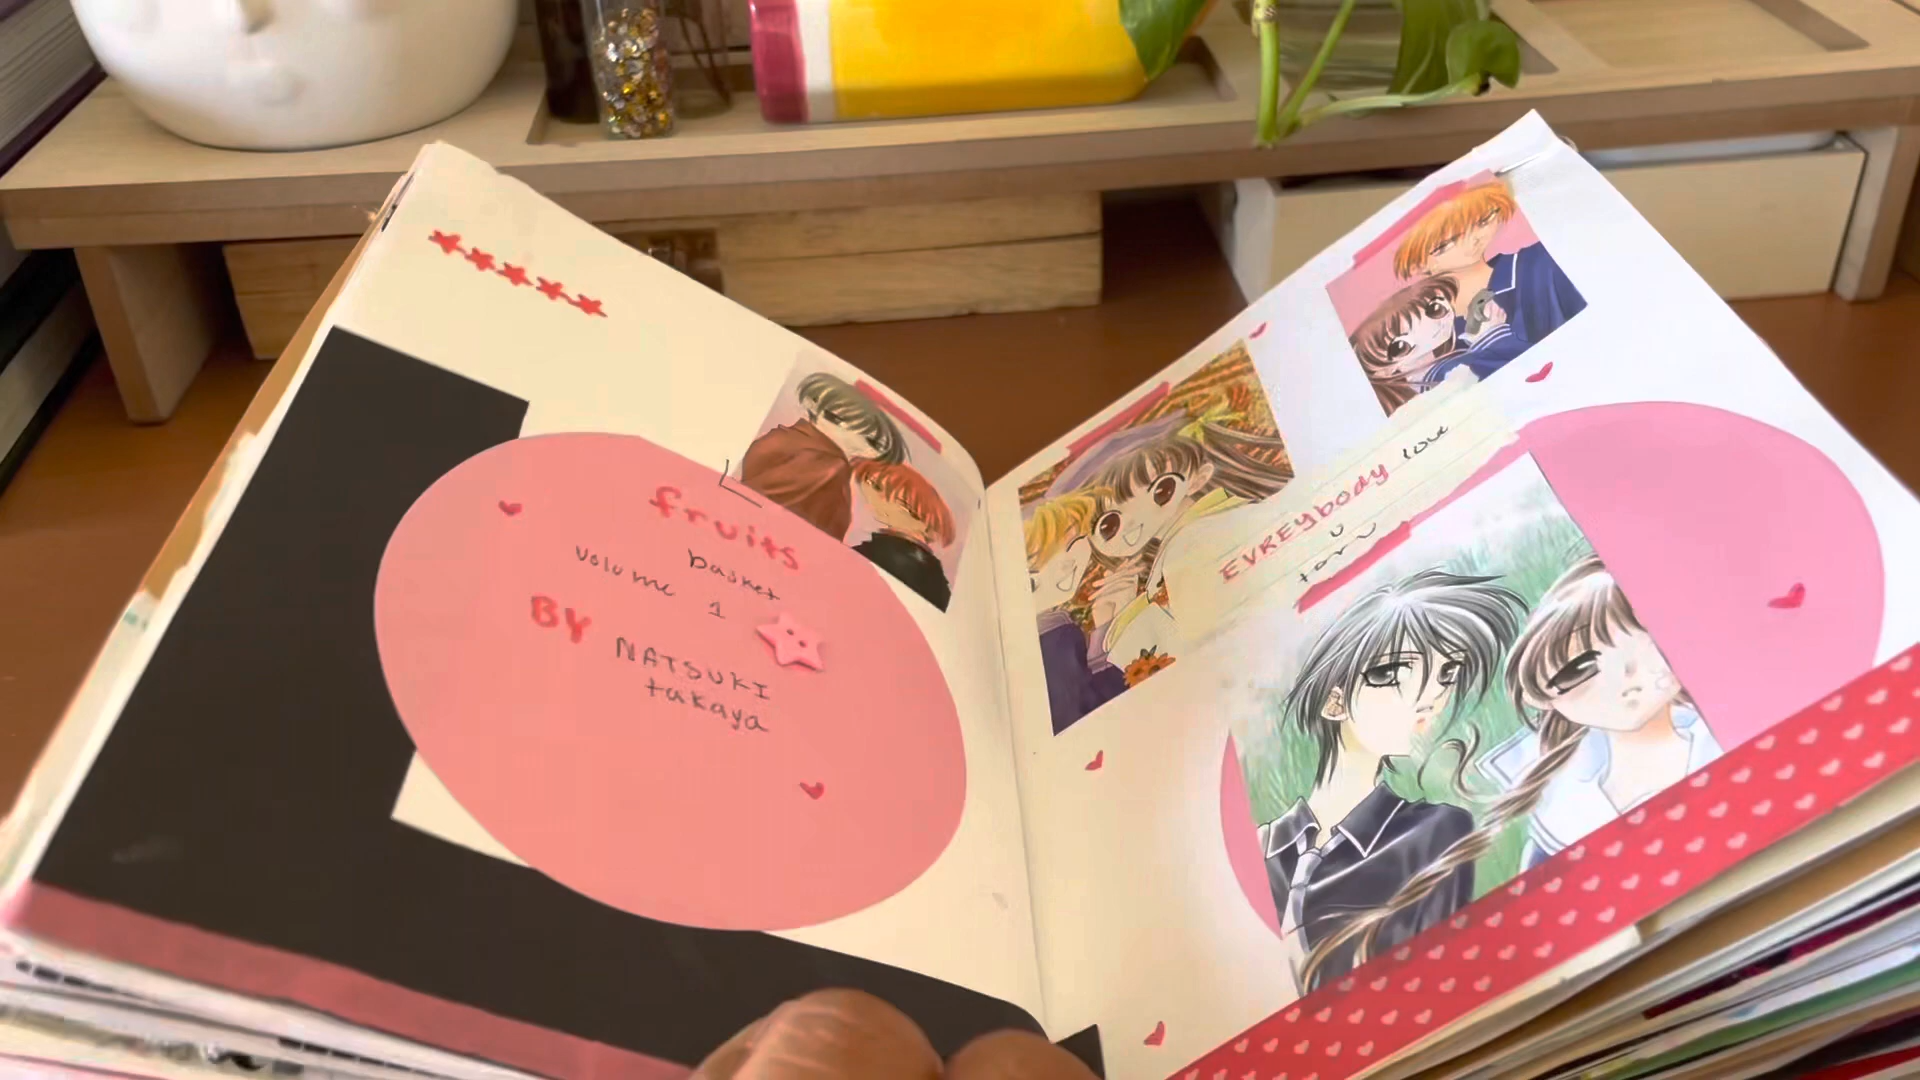 fruits
basket
volume 1
BY NATSUKI
takaya
EVREYbody love
toru